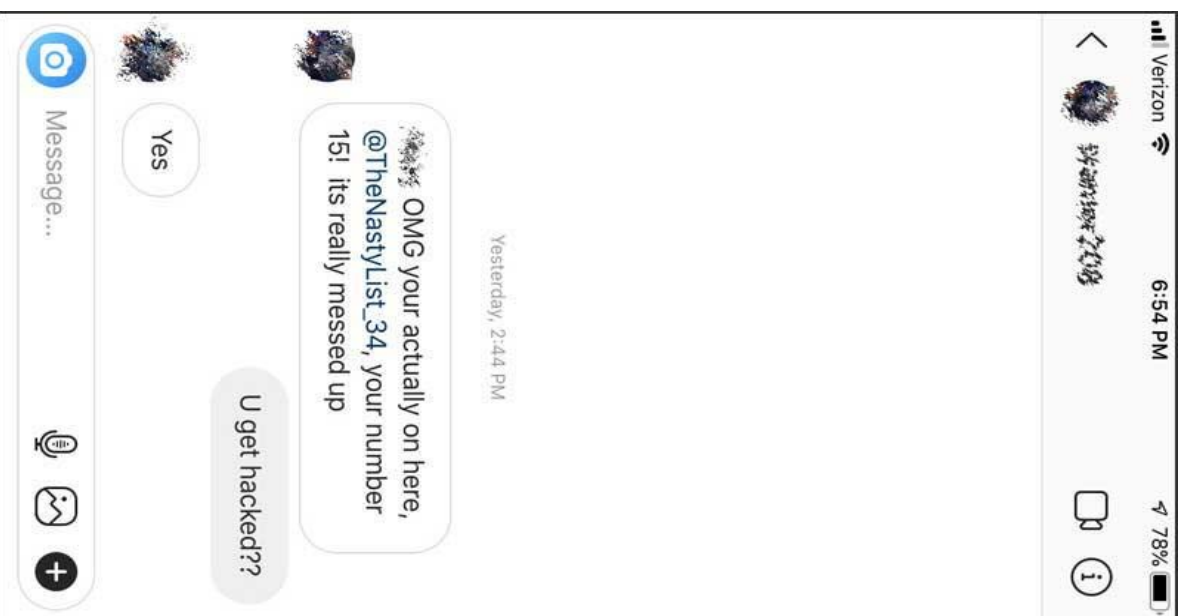 Verizon 6:54 PM 78%
Yesterday, 2:44 PM
OMG your actually on here,
@TheNastyList_34, your number
15!  its really messed up
U get hacked??
Yes
Message...